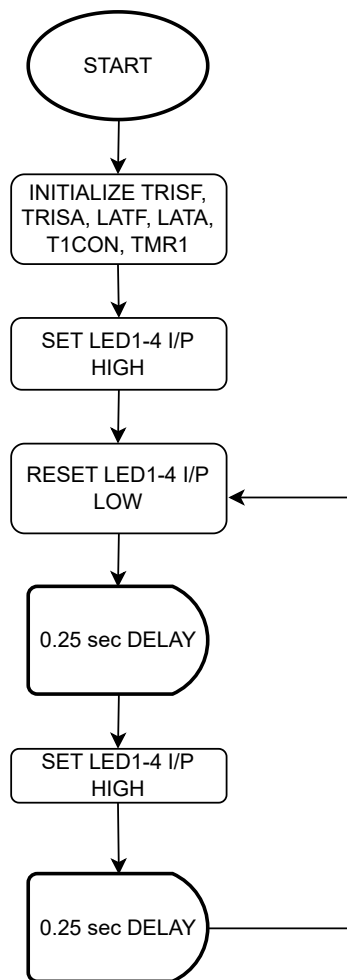 START
INITIALIZE TRISF,
TRISA, LATF, LATA,
T1CON, TMR1
SET LED1-4 I/P
HIGH
RESET LED1-4 I/P
LOW
0.25 sec DELAY
SET LED1-4 I/P
HIGH
0.25 sec DELAY